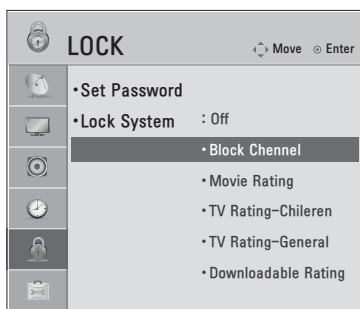 LOCK Move ⊙ Enter
•Set Password
•Lock System : Off
•Block Chennel
•Movie Rating
•TV Rating-Chileren
•TV Rating-General
•Downloadable Rating